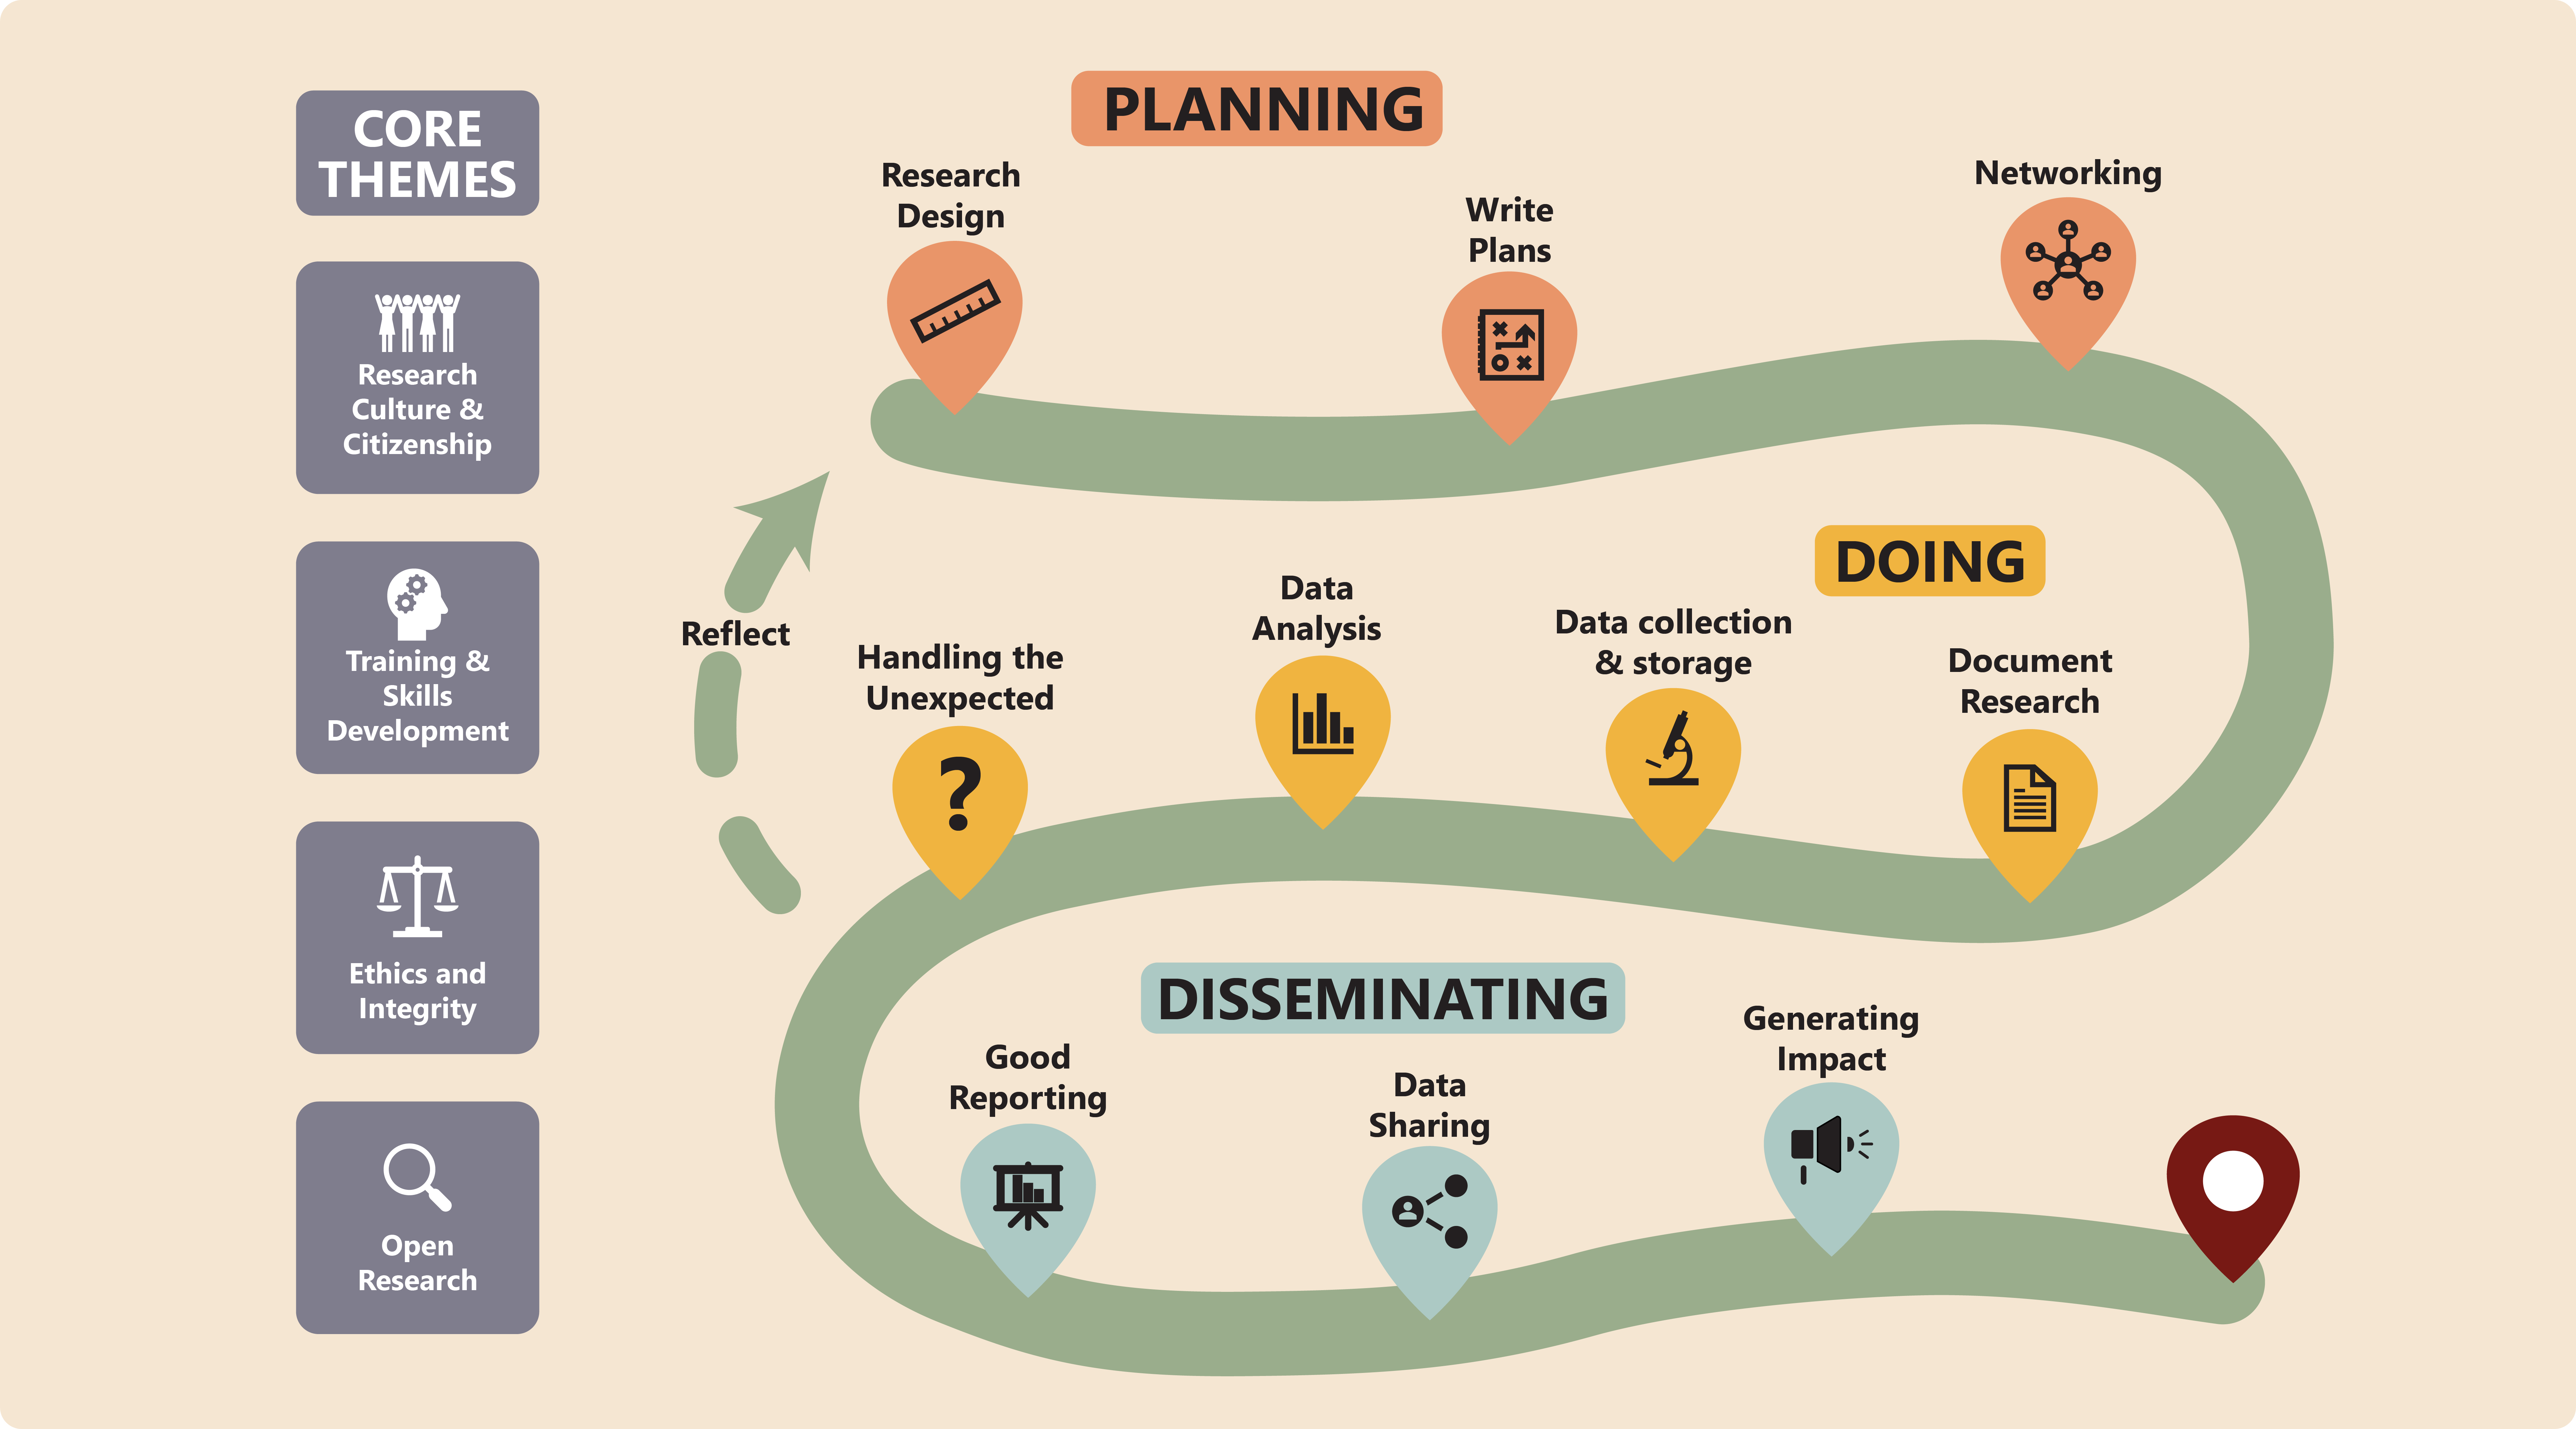 CORE
THEMES
Research
Culture &
Citizenship
Training &
Skills
Development
Ethics and
Integrity
Open
Research
PLANNING
Research
Design
Write
Plans
Networking
Reflect
DOING
Handling the
Unexpected
Data
Analysis
Data collection
& storage
Document
Research
DISSEMINATING
Good
Reporting
Data
Sharing
Generating
Impact